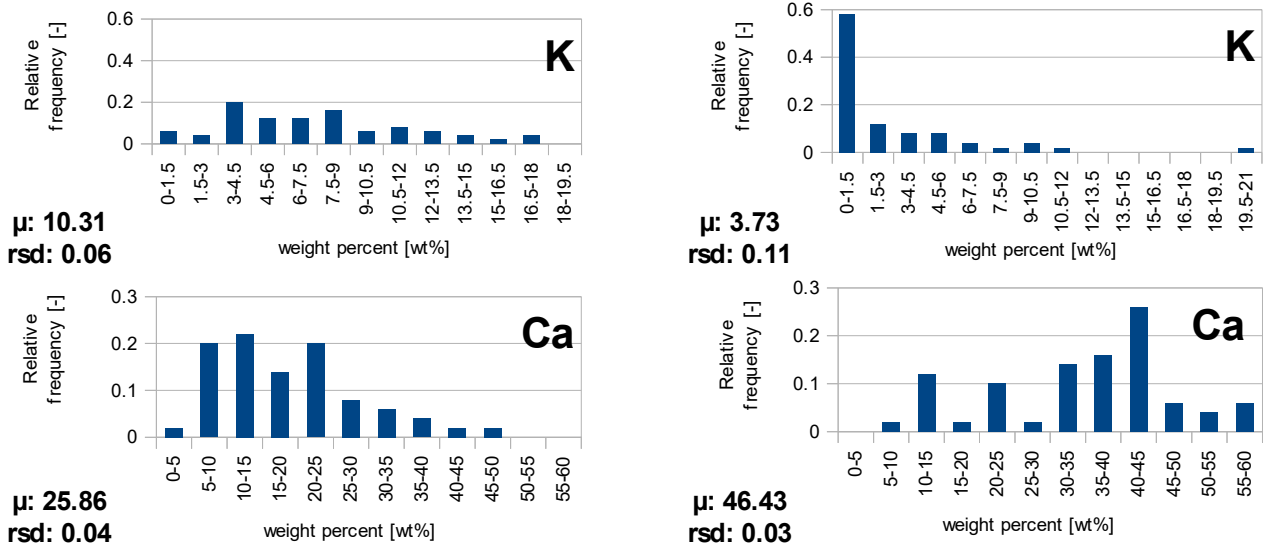 0.6
0.4
0.2
0
Relative
frequency [-]
K
0-1.5
1.5-3
3-4.5
4.5-6
6-7.5
7.5-9
9-10.5
10.5-12
12-13.5
13.5-15
15-16.5
16.5-18
18-19.5
weight percent [wt%]
µ: 10.31
rsd: 0.06
0.6
0.4
0.2
0
Relative
frequency [-]
K
0-1.5
1.5-3
3-4.5
4.5-6
6-7.5
7.5-9
9-10.5
10.5-12
12-13.5
13.5-15
15-16.5
16.5-18
18-19.5
19.5-21
weight percent [wt%]
µ: 3.73
rsd: 0.11
0.3
0.2
0.1
0
Relative
frequency [-]
Ca
0-5
5-10
10-15
15-20
20-25
25-30
30-35
35-40
40-45
45-50
50-55
55-60
weight percent [wt%]
µ: 25.86
rsd: 0.04
0.3
0.2
0.1
0
Relative
frequency [-]
Ca
0-5
5-10
10-15
15-20
20-25
25-30
30-35
35-40
40-45
45-50
50-55
55-60
weight percent [wt%]
µ: 46.43
rsd: 0.03